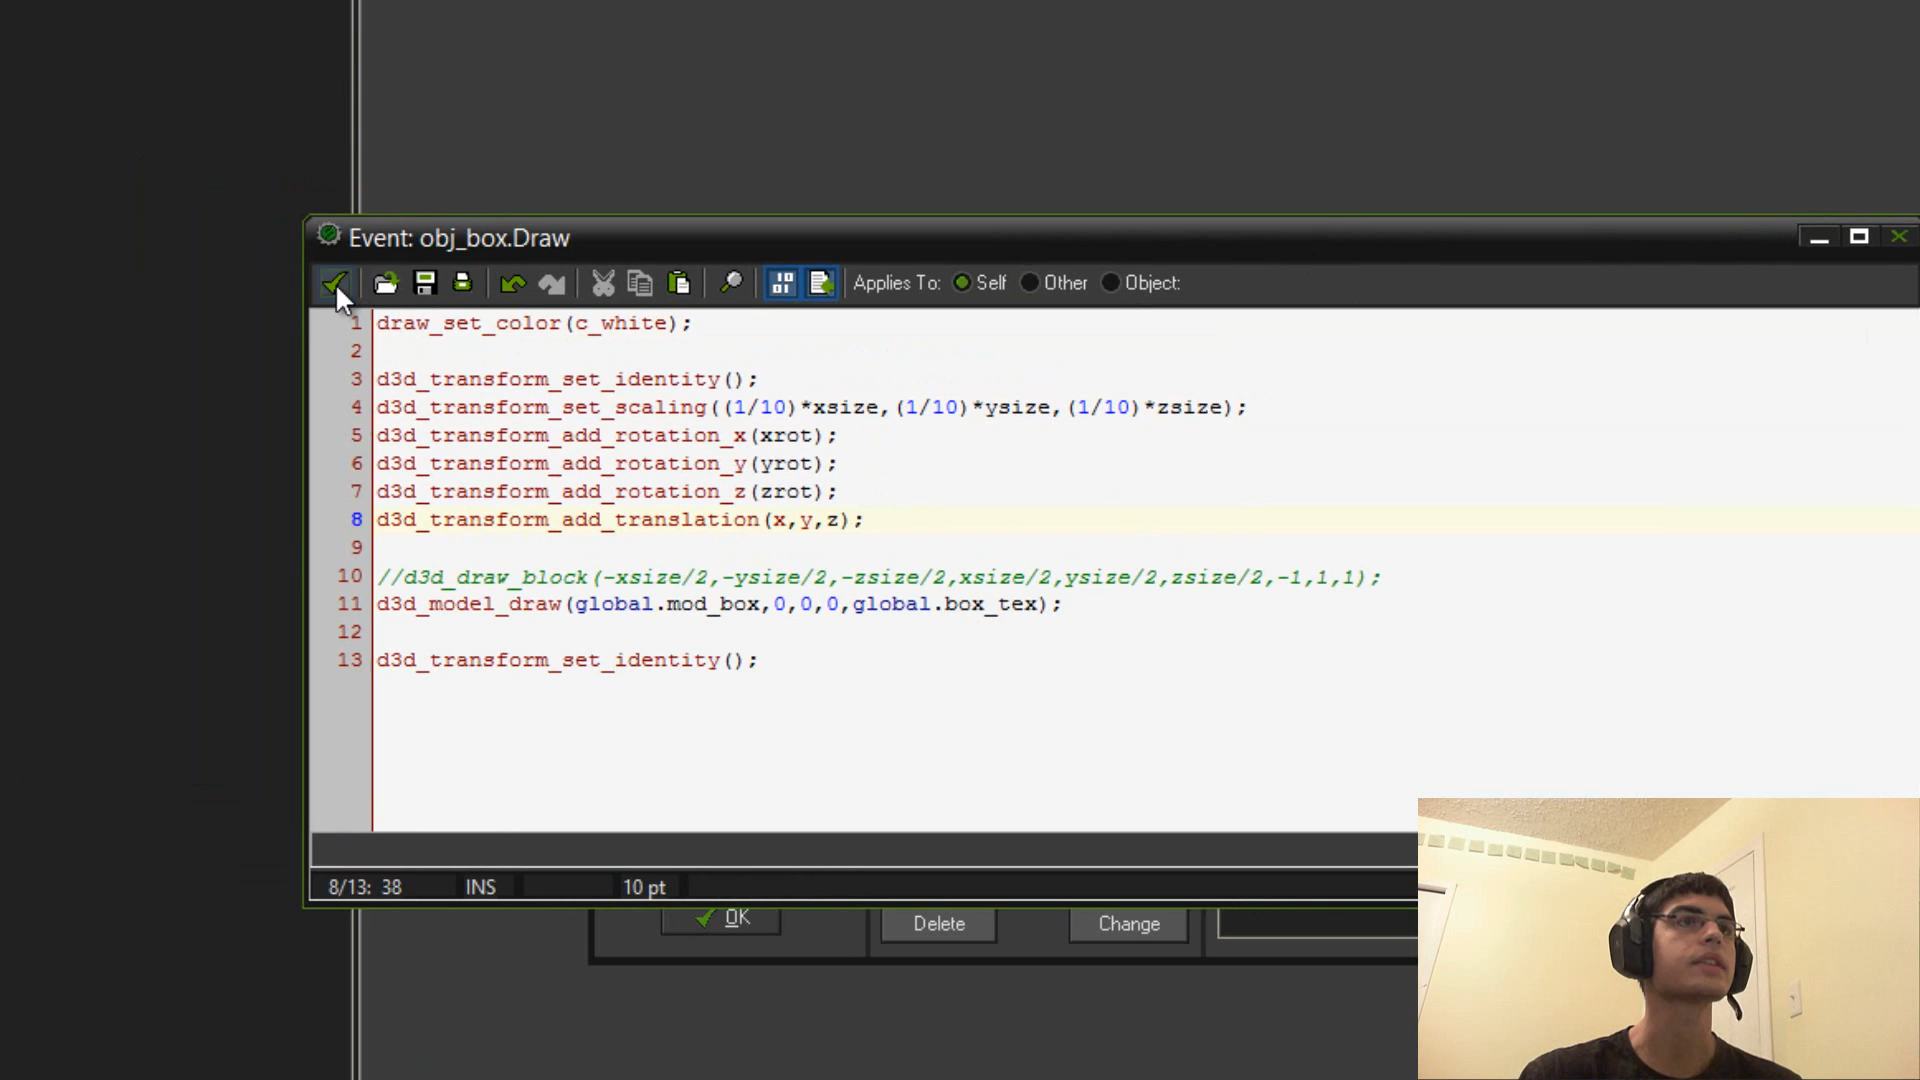 Event: obj_box.Draw
Applies To: Self Other Object:
1 draw_set_color(c_white);
2
3 d3d_transform_set_identity();
4 d3d_transform_set_scaling((1/10)*xsize,(1/10)*ysize,(1/10)*zsize);
5 d3d_transform_add_rotation_x(xrot);
6 d3d_transform_add_rotation_y(yrot);
7 d3d_transform_add_rotation_z(zrot);
8 d3d_transform_add_translation(x,y,z);
9
10 //d3d_draw_block(-xsize/2,-ysize/2,-zsize/2,xsize/2,ysize/2,zsize/2,-1,1,1);
11 d3d_model_draw(global.mod_box,0,0,0,global.box_tex);
12
13 d3d_transform_set_identity();
8/13: 38 INS 10 pt
OK Delete Change